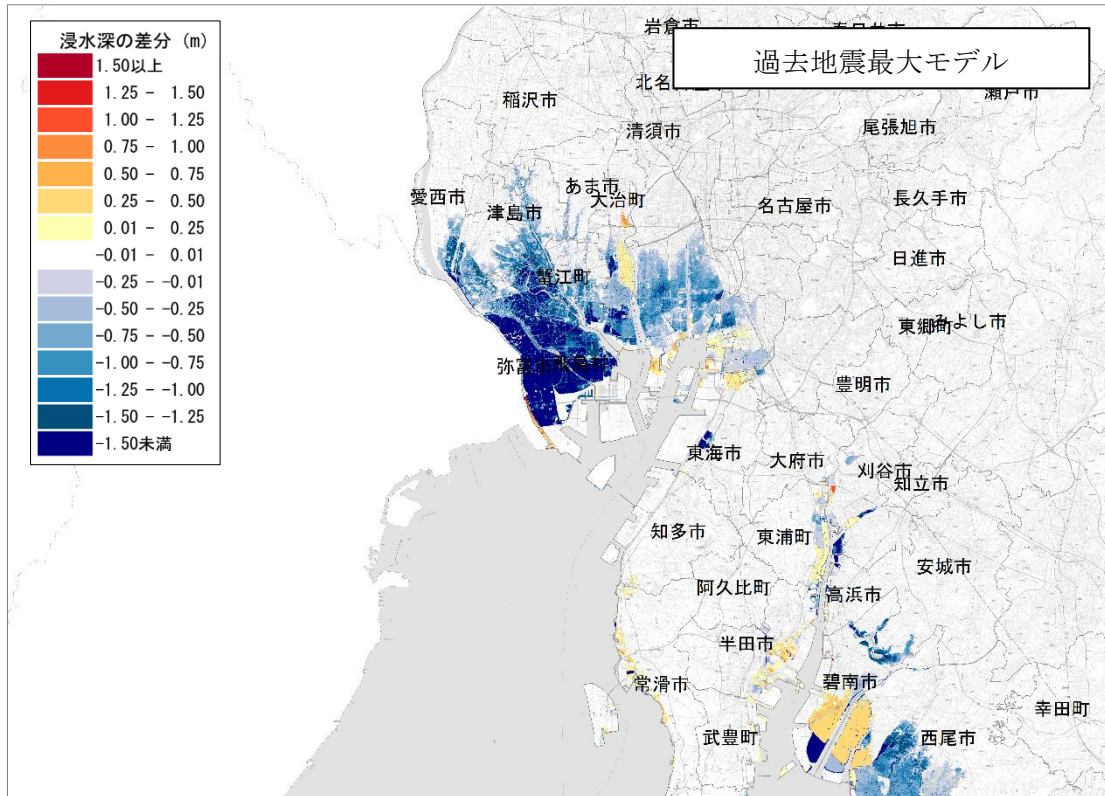 浸水深の差分 (m)
1.50以上
1.25 - 1.50
1.00 - 1.25
0.75 - 1.00
0.50 - 0.75
0.25 - 0.50
0.01 - 0.25
-0.01 - 0.01
-0.25 - -0.01
-0.50 - -0.25
-0.75 - -0.50
-1.00 - -0.75
-1.25 - -1.00
-1.50 - -1.25
-1.50未満
過去地震最大モデル
岩倉市
稲沢市
清須市
尾張旭市
あま市
大治町
愛西市
津島市
名古屋市
長久手市
日進市
蟹江町
東郷町
みよし市
弥富市
豊明市
東海市
大府市
刈谷市
知立市
知多市
東浦町
安城市
阿久比町
高浜市
半田市
常滑市
碧南市
幸田町
武豊町
西尾市